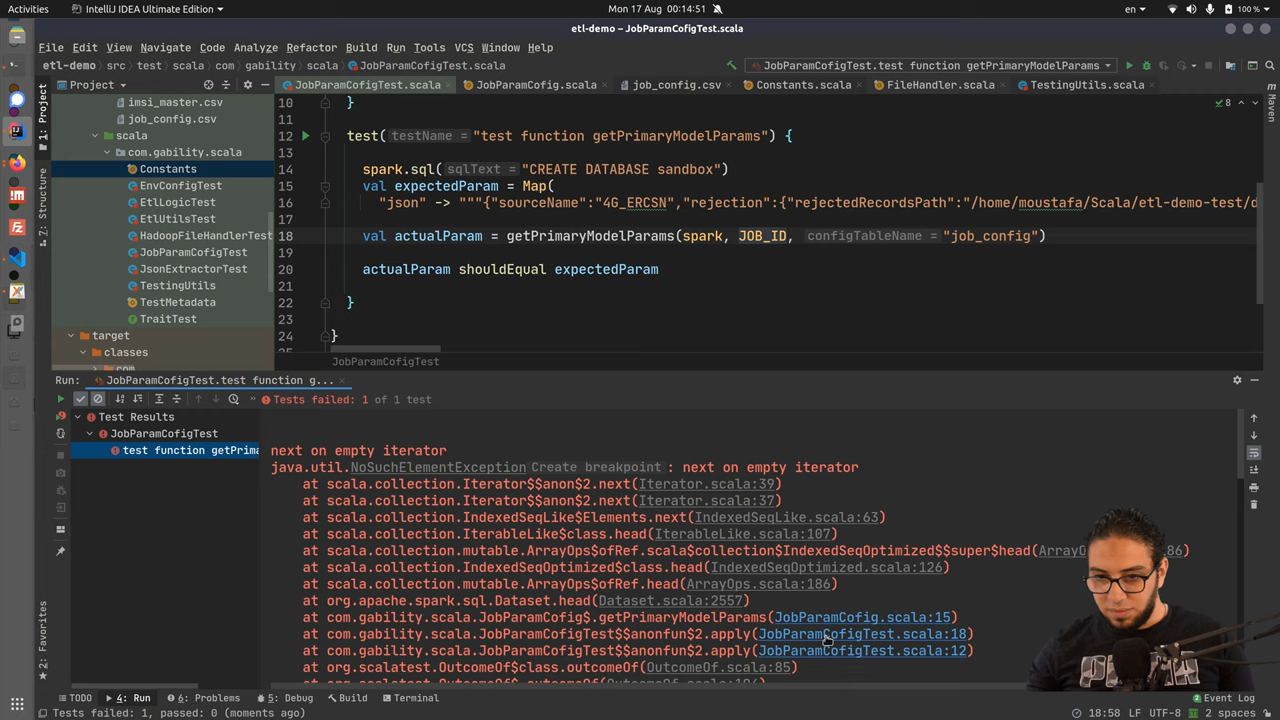 Activities
IntelliJ IDEA Ultimate Edition
Mon 17 Aug 00:14:51
en
100 %
etl-demo – JobParamCofigTest.scala
File Edit View Navigate Code Analyze Refactor Build Run Tools VCS Window Help
etl-demo src test scala com gability scala JobParamCofigTest.scala
JobParamCofigTest.test function getPrimaryModelParams
Project
JobParamCofigTest.scala JobParamCofig.scala job_config.csv Constants.scala FileHandler.scala TestingUtils.scala
1: Project
7: Structure
2: Favorites
Maven
imsi_master.csv
job_config.csv
scala
com.gability.scala
Constants
EnvConfigTest
EtlLogicTest
EtlUtilsTest
HadoopFileHandlerTest
JobParamCofigTest
JsonExtractorTest
TestingUtils
TestMetadata
TraitTest
target
classes
com
8
10 }
11
12 test( testName = "test function getPrimaryModelParams") {
13
14 spark.sql( sqlText = "CREATE DATABASE sandbox")
15 val expectedParam = Map(
16 "json" -> """{"sourceName":"4G_ERCSN","rejection":{"rejectedRecordsPath":"/home/moustafa/Scala/etl-demo-test/d
17
18 val actualParam = getPrimaryModelParams(spark, JOB_ID, configTableName = "job_config")
19
20 actualParam shouldEqual expectedParam
21
22 }
23
24 }
25
JobParamCofigTest
Run: JobParamCofigTest.test function g...
Tests failed: 1 of 1 test
Test Results
JobParamCofigTest
test function getPrima
next on empty iterator
java.util.NoSuchElementException Create breakpoint : next on empty iterator
at scala.collection.Iterator$$anon$2.next(Iterator.scala:39)
at scala.collection.Iterator$$anon$2.next(Iterator.scala:37)
at scala.collection.IndexedSeqLike$Elements.next(IndexedSeqLike.scala:63)
at scala.collection.IterableLike$class.head(IterableLike.scala:107)
at scala.collection.mutable.ArrayOps$ofRef.scala$collection$IndexedSeqOptimized$$super$head(ArrayO 86)
at scala.collection.IndexedSeqOptimized$class.head(IndexedSeqOptimized.scala:126)
at scala.collection.mutable.ArrayOps$ofRef.head(ArrayOps.scala:186)
at org.apache.spark.sql.Dataset.head(Dataset.scala:2557)
at com.gability.scala.JobParamCofig$.getPrimaryModelParams(JobParamCofig.scala:15)
at com.gability.scala.JobParamCofigTest$$anonfun$2.apply(JobParamCofigTest.scala:18)
at com.gability.scala.JobParamCofigTest$$anonfun$2.apply(JobParamCofigTest.scala:12)
at org.scalatest.OutcomeOf$class.outcomeOf(OutcomeOf.scala:85)
TODO 4: Run 6: Problems 5: Debug Build Terminal
2 Event Log
Tests failed: 1, passed: 0 (moments ago)
18:58 LF UTF-8 2 spaces